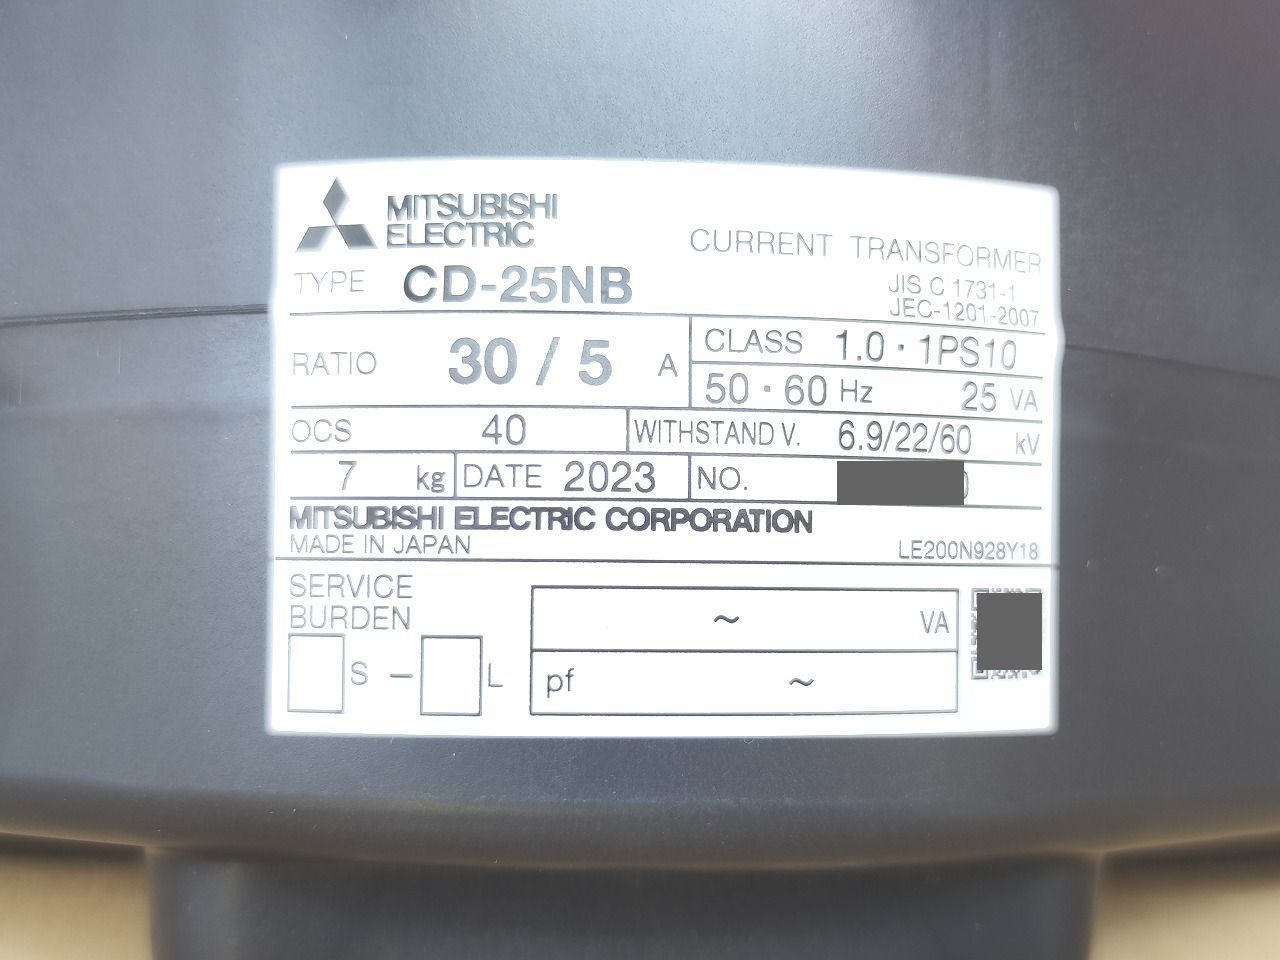 MITSUBISHI
ELECTRIC
CURRENT TRANSFORMER
TYPE CD-25NB
JIS C 1731-1
JEC-1201-2007
RATIO 30 / 5 A
CLASS 1.0・1PS10
50・60 Hz 25 VA
OCS 40 WITHSTAND V. 6.9/22/60 kV
7 kg DATE 2023 NO.
MITSUBISHI ELECTRIC CORPORATION
MADE IN JAPAN LE200N928Y18
SERVICE
BURDEN
~ VA
S – L pf ~